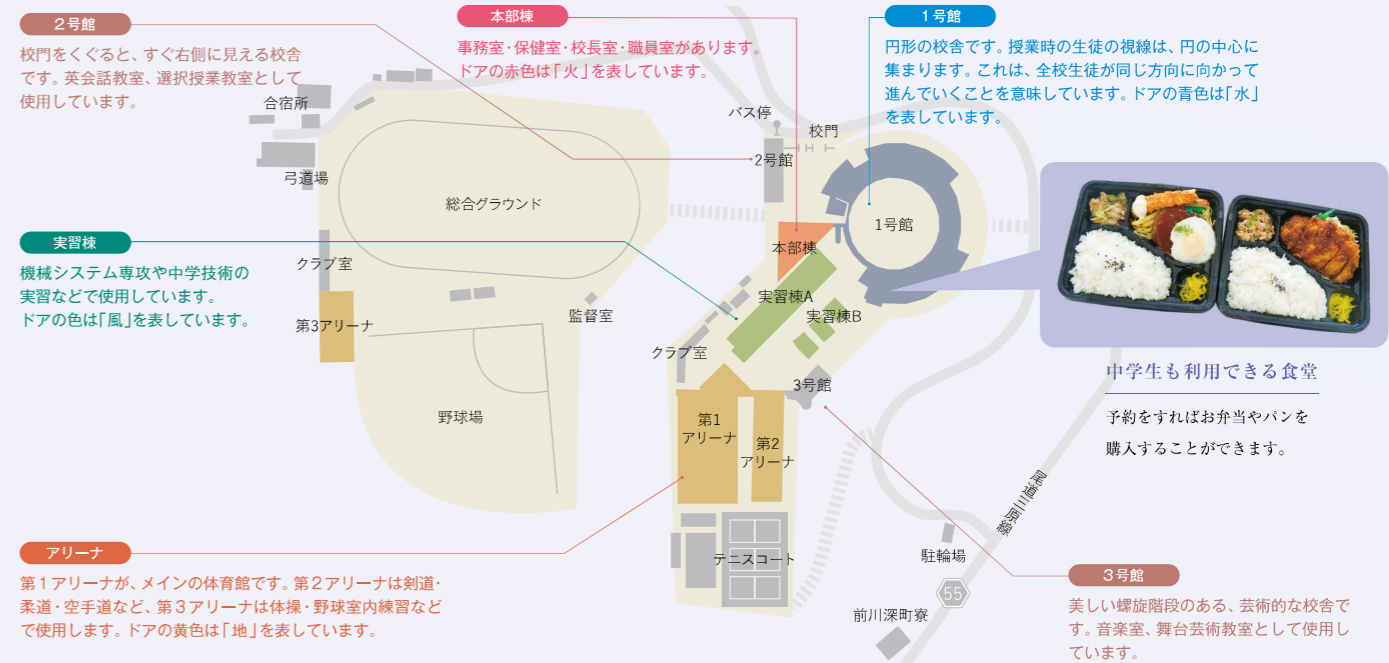 2号館
校門をくぐると、すぐ右側に見える校舎
です。英会話教室、選択授業教室として
使用しています。
本部棟
事務室・保健室・校長室・職員室があります。
ドアの赤色は「火」を表しています。
1号館
円形の校舎です。授業時の生徒の視線は、円の中心に
集まります。これは、全校生徒が同じ方向に向かって
進んでいくことを意味しています。ドアの青色は「水」
を表しています。
合宿所
弓道場
総合グラウンド
バス停
校門
2号館
1号館
本部棟
実習棟
機械システム専攻や中学技術の
実習などで使用しています。
ドアの色は「風」を表しています。
クラブ室
第3アリーナ
監督室
実習棟A
実習棟B
クラブ室
3号館
野球場
第1
アリーナ
第2
アリーナ
中学生も利用できる食堂
予約をすればお弁当やパンを
購入することができます。
尾道三原線
アリーナ
第1アリーナが、メインの体育館です。第2アリーナは剣道・
柔道・空手道など、第3アリーナは体操・野球室内練習など
で使用します。ドアの黄色は「地」を表しています。
テニスコート
駐輪場
55
前川深町寮
3号館
美しい螺旋階段のある、芸術的な校舎で
す。音楽室、舞台芸術教室として使用し
ています。